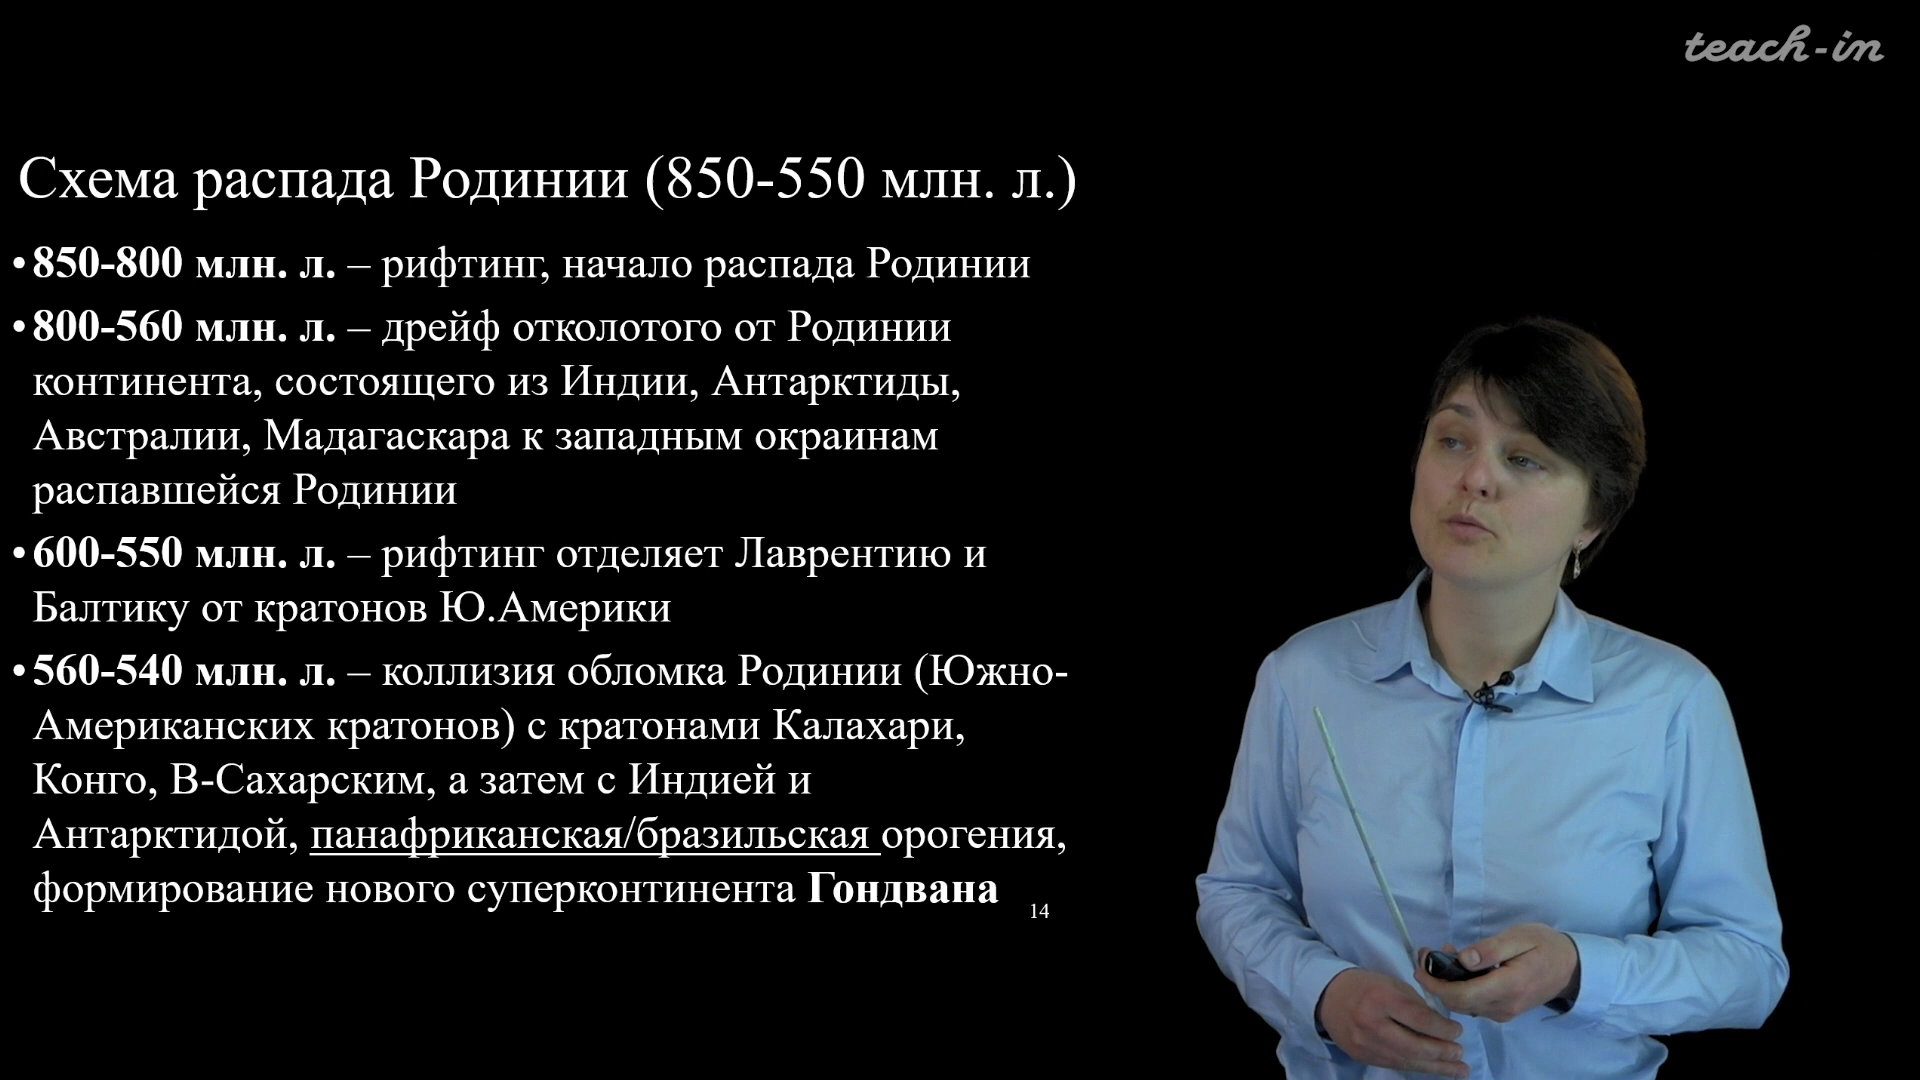 teach-in
Схема распада Родинии (850-550 млн. л.)
•850-800 млн. л. – рифтинг, начало распада Родинии
•800-560 млн. л. – дрейф отколотого от Родинии
континента, состоящего из Индии, Антарктиды,
Австралии, Мадагаскара к западным окраинам
распавшейся Родинии
•600-550 млн. л. – рифтинг отделяет Лаврентию и
Балтику от кратонов Ю.Америки
•560-540 млн. л. – коллизия обломка Родинии (Южно-
Американских кратонов) с кратонами Калахари,
Конго, В-Сахарским, а затем с Индией и
Антарктидой, панафриканская/бразильская орогения,
формирование нового суперконтинента Гондвана
14